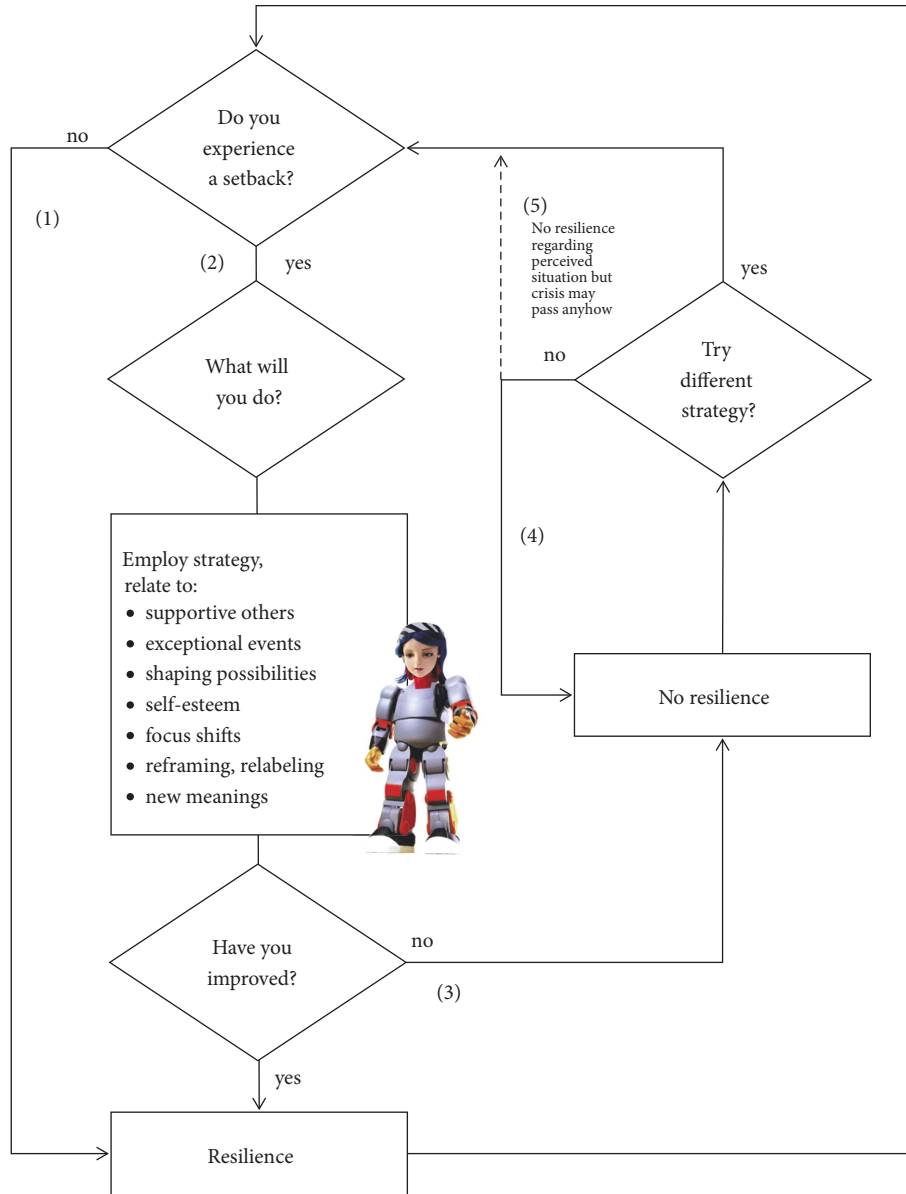 Do you
experience
a setback?
no
(1)
(2)
yes
What will
you do?
Employ strategy,
relate to:
• supportive others
• exceptional events
• shaping possibilities
• self-esteem
• focus shifts
• reframing, relabeling
• new meanings
Have you
improved?
no
(3)
yes
Resilience
(5)
No resilience
regarding
perceived
situation but
crisis may
pass anyhow
yes
no
Try
different
strategy?
(4)
No resilience